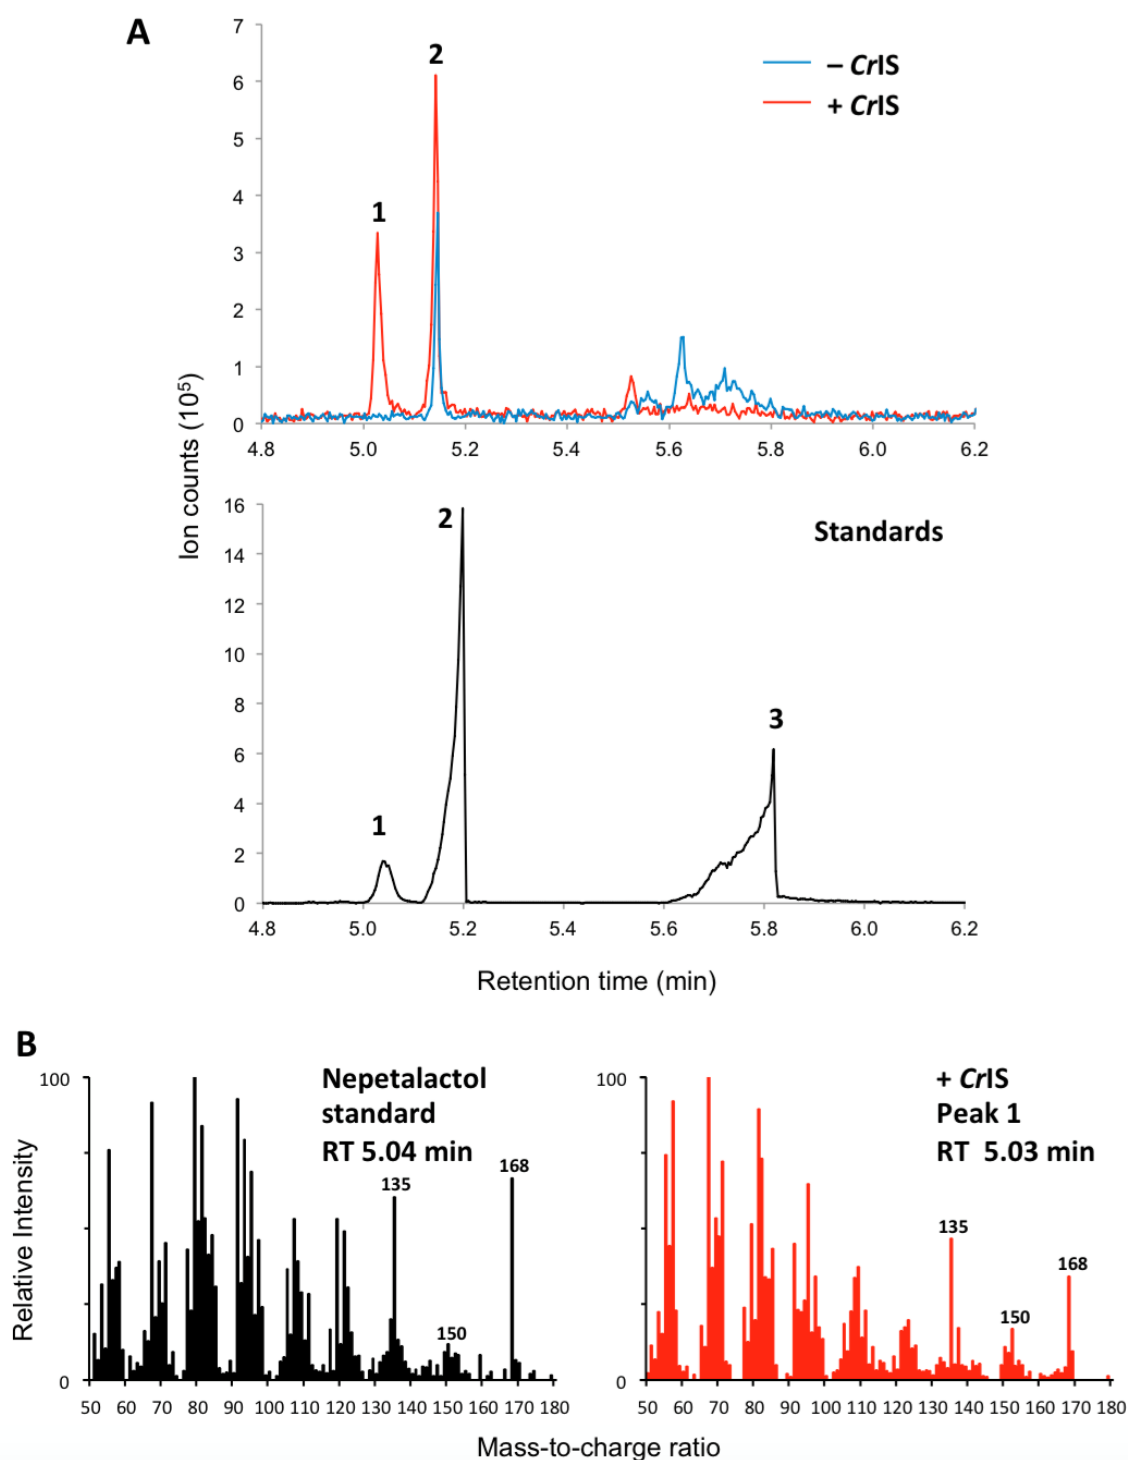 A
7
6
5
4
3
2
1
0
1
2
– CrIS
+ CrIS
4.8 5.0 5.2 5.4 5.6 5.8 6.0 6.2
Ion counts (10⁵)
16
14
12
10
8
6
4
2
0
1
2
3
Standards
4.8 5.0 5.2 5.4 5.6 5.8 6.0 6.2
Retention time (min)
B
Relative Intensity
100
0
Nepetalactol
standard
RT 5.04 min
135
150
168
50 60 70 80 90 100 110 120 130 140 150 160 170 180
100
0
+ CrIS
Peak 1
RT 5.03 min
135
150
168
50 60 70 80 90 100 110 120 130 140 150 160 170 180
Mass-to-charge ratio